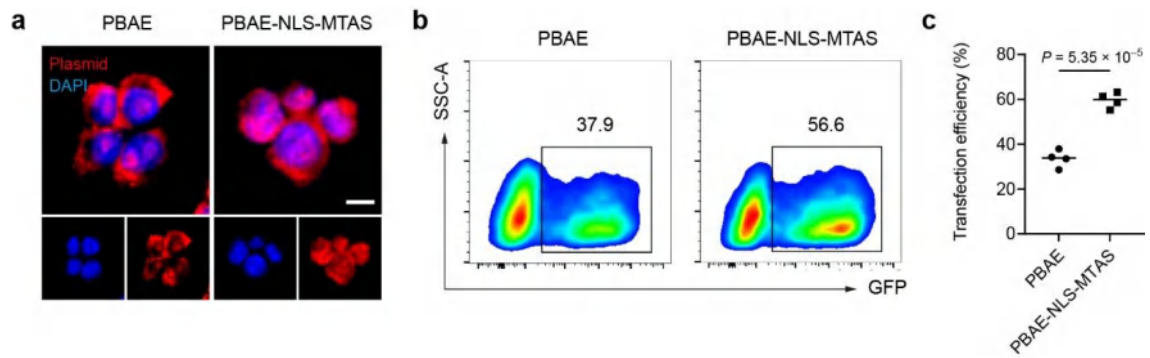 a
PBAE
PBAE-NLS-MTAS
Plasmid
DAPI
b
PBAE
PBAE-NLS-MTAS
SSC-A
37.9
56.6
GFP
c
Transfection efficiency (%)
80
60
40
20
0
P = 5.35 × 10⁻⁵
PBAE
PBAE-NLS-MTAS